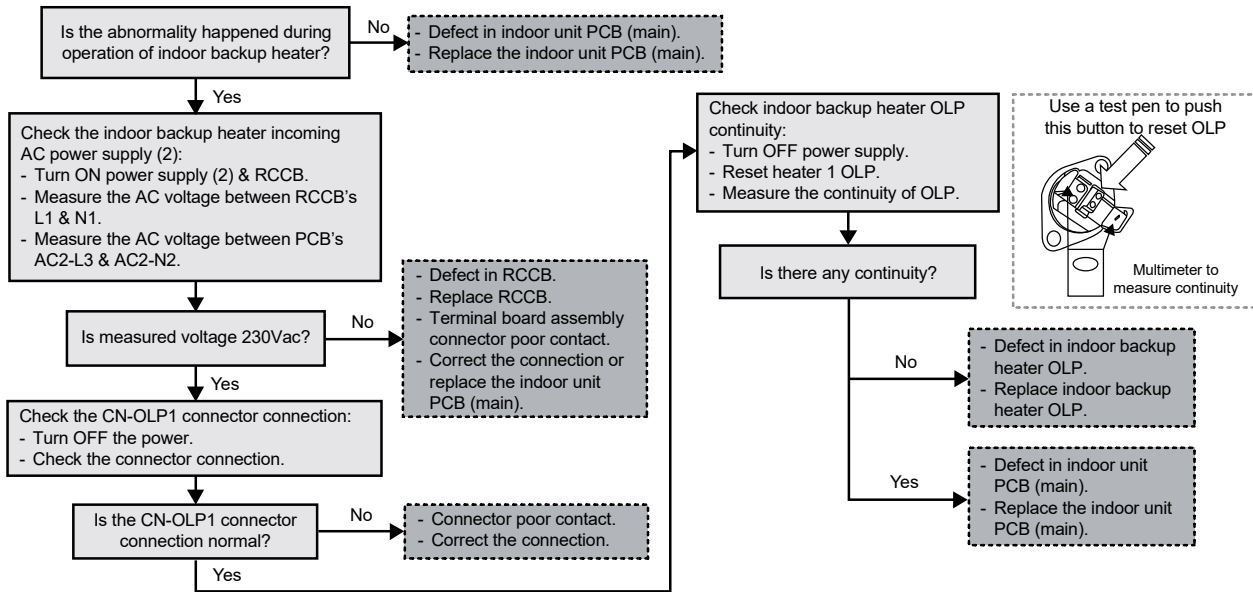 Is the abnormality happened during
operation of indoor backup heater?
No
- Defect in indoor unit PCB (main).
- Replace the indoor unit PCB (main).
Yes
Check the indoor backup heater incoming
AC power supply (2):
- Turn ON power supply (2) & RCCB.
- Measure the AC voltage between RCCB's
L1 & N1.
- Measure the AC voltage between PCB's
AC2-L3 & AC2-N2.
Is measured voltage 230Vac?
No
- Defect in RCCB.
- Replace RCCB.
- Terminal board assembly
connector poor contact.
- Correct the connection or
replace the indoor unit
PCB (main).
Yes
Check the CN-OLP1 connector connection:
- Turn OFF the power.
- Check the connector connection.
Is the CN-OLP1 connector
connection normal?
No
- Connector poor contact.
- Correct the connection.
Yes
Check indoor backup heater OLP
continuity:
- Turn OFF power supply.
- Reset heater 1 OLP.
- Measure the continuity of OLP.
Is there any continuity?
No
- Defect in indoor backup
heater OLP.
- Replace indoor backup
heater OLP.
Yes
- Defect in indoor unit
PCB (main).
- Replace the indoor unit
PCB (main).
Use a test pen to push
this button to reset OLP
Multimeter to
measure continuity